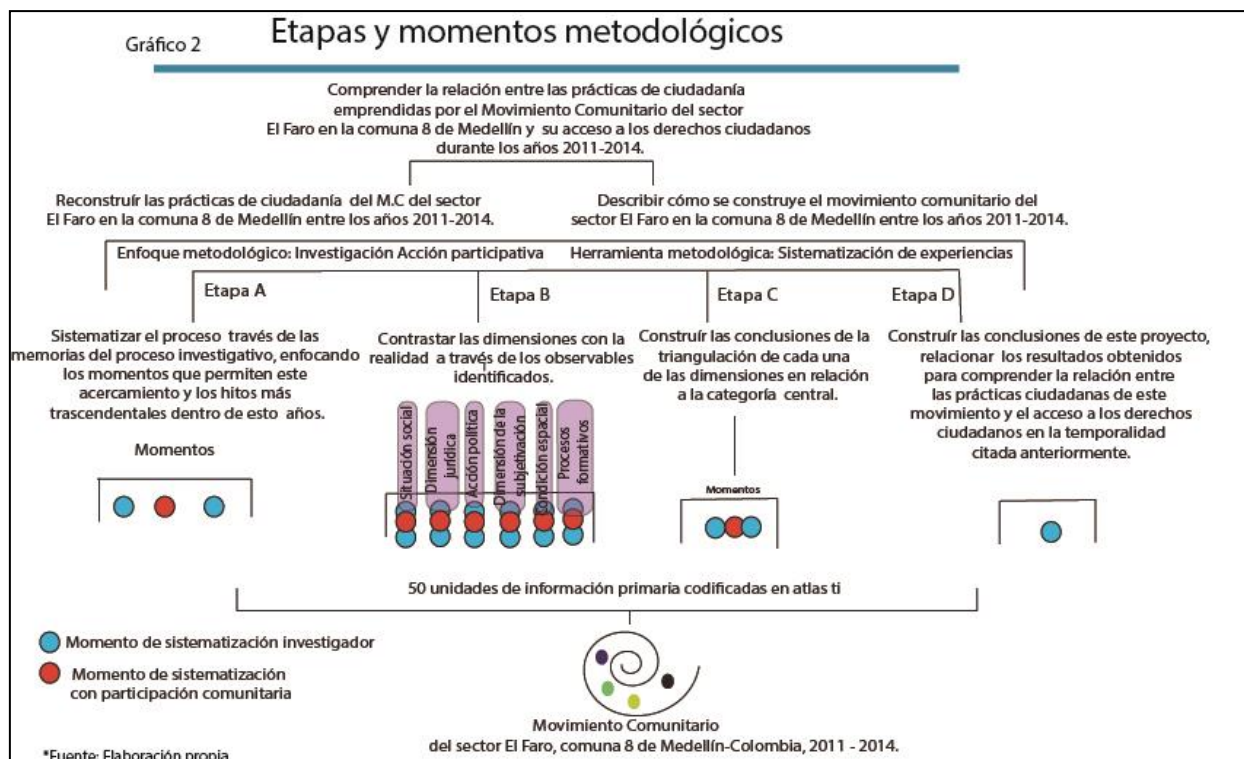 Gráfico 2
Etapas y momentos metodológicos
Comprender la relación entre las prácticas de ciudadanía
emprendidas por el Movimiento Comunitario del sector
El Faro en la comuna 8 de Medellín y su acceso a los derechos ciudadanos
durante los años 2011-2014.
Reconstruír las prácticas de ciudadanía del M.C del sector
El Faro en la comuna 8 de Medellín entre los años 2011-2014.
Describir cómo se construye el movimiento comunitario del
sector El Faro en la comuna 8 de Medellín entre los años 2011-2014.
Enfoque metodológico: Investigación Acción participativa
Herramienta metodológica: Sistematización de experiencias
Etapa A
Sistematizar el proceso través de las
memorias del proceso investigativo, enfocando
los momentos que permiten este
acercamiento y los hitos más
trascendentales dentro de esto años.
Momentos
Etapa B
Contrastar las dimensiones con la
realidad a través de los observables
identificados.
Situación social
Dimensión
jurídica
Acción política
Dimensión de la
subjetivación
Condición espacial
Procesos
formativos
Etapa C
Construír las conclusiones de la
triangulación de cada una
de las dimensiones en relación
a la categoría central.
Momentos
Etapa D
Construír las conclusiones de este proyecto,
relacionar los resultados obtenidos
para comprender la relación entre
las prácticas ciudadanas de este
movimiento y el acceso a los derechos
ciudadanos en la temporalidad
citada anteriormente.
50 unidades de información primaria codificadas en atlas ti
Momento de sistematización investigador
Momento de sistematización
con participación comunitaria
Movimiento Comunitario
del sector El Faro, comuna 8 de Medellín-Colombia, 2011 - 2014.
*Fuente: Elaboración propia